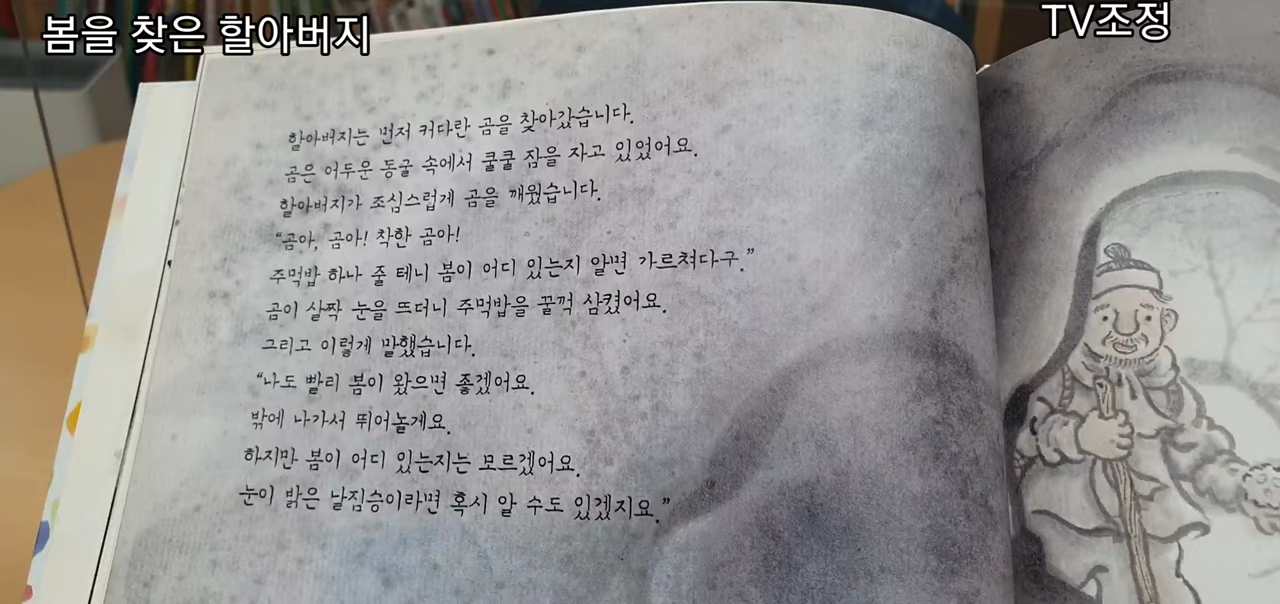 봄을 찾은 할아버지
TV조정
할아버지는 먼저 커다란 곰을 찾아갔습니다.
곰은 어두운 동굴 속에서 쿨쿨 잠을 자고 있었어요.
할아버지가 조심스럽게 곰을 깨웠습니다.
“곰아, 곰아! 착한 곰아!
주먹밥 하나 줄 테니 봄이 어디 있는지 알면 가르쳐다구.”
곰이 살짝 눈을 뜨더니 주먹밥을 꿀꺽 삼켰어요.
그리고 이렇게 말했습니다.
“나도 빨리 봄이 왔으면 좋겠어요.
밖에 나가서 뛰어놀게요.
하지만 봄이 어디 있는지는 모르겠어요.
눈이 밝은 날짐승이라면 혹시 알 수도 있겠지요.”